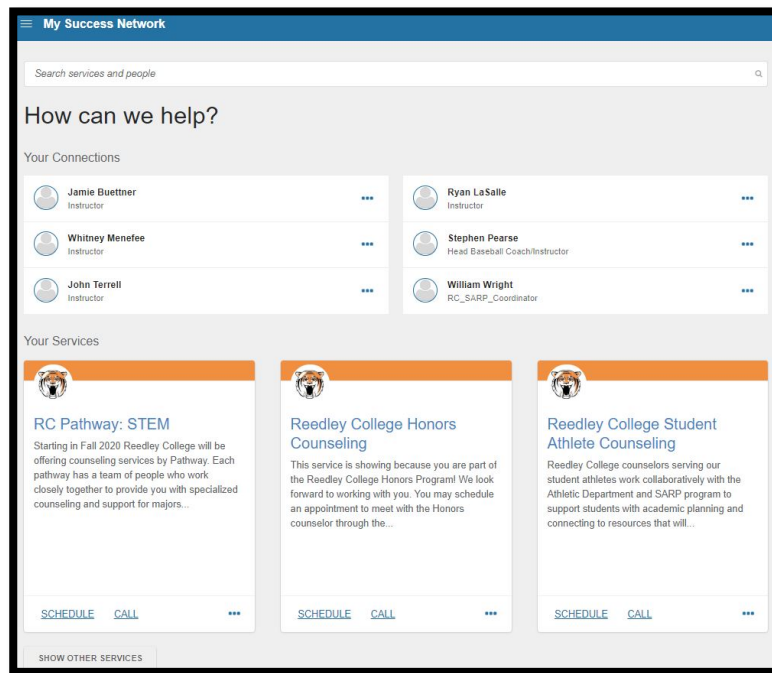 My Success Network
Search services and people
How can we help?
Your Connections
Jamie Buettner
Instructor
Ryan LaSalle
Instructor
Whitney Menefee
Instructor
Stephen Pearse
Head Baseball Coach/Instructor
John Terrell
Instructor
William Wright
RC_SARP_Coordinator
Your Services
RC Pathway: STEM
Starting in Fall 2020 Reedley College will be
offering counseling services by Pathway. Each
pathway has a team of people who work
closely together to provide you with specialized
counseling and support for majors...
SCHEDULE CALL
Reedley College Honors
Counseling
This service is showing because you are part of
the Reedley College Honors Program! We look
forward to working with you. You may schedule
an appointment to meet with the Honors
counselor through the...
SCHEDULE CALL
Reedley College Student
Athlete Counseling
Reedley College counselors serving our
student athletes work collaboratively with the
Athletic Department and SARP program to
support students with academic planning and
connecting to resources that will...
SCHEDULE CALL
SHOW OTHER SERVICES